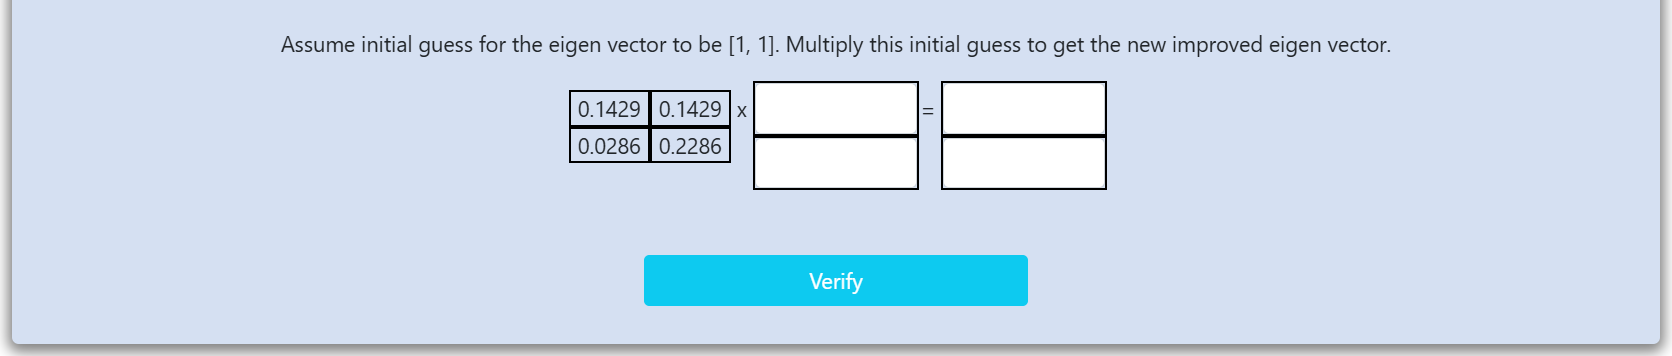 Assume initial guess for the eigen vector to be [1, 1]. Multiply this initial guess to get the new improved eigen vector.
0.1429 0.1429 x =
0.0286 0.2286
Verify